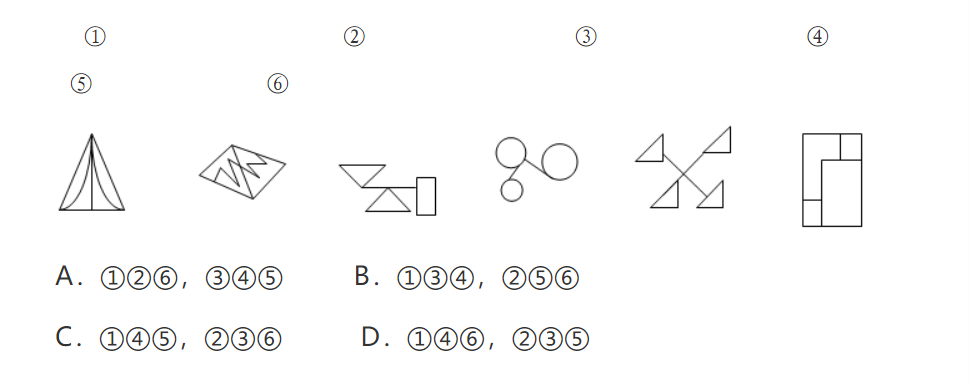 ① ② ③ ④
⑤ ⑥
A. ①②⑥，③④⑤ B. ①③④，②⑤⑥
C. ①④⑤，②③⑥ D. ①④⑥，②③⑤